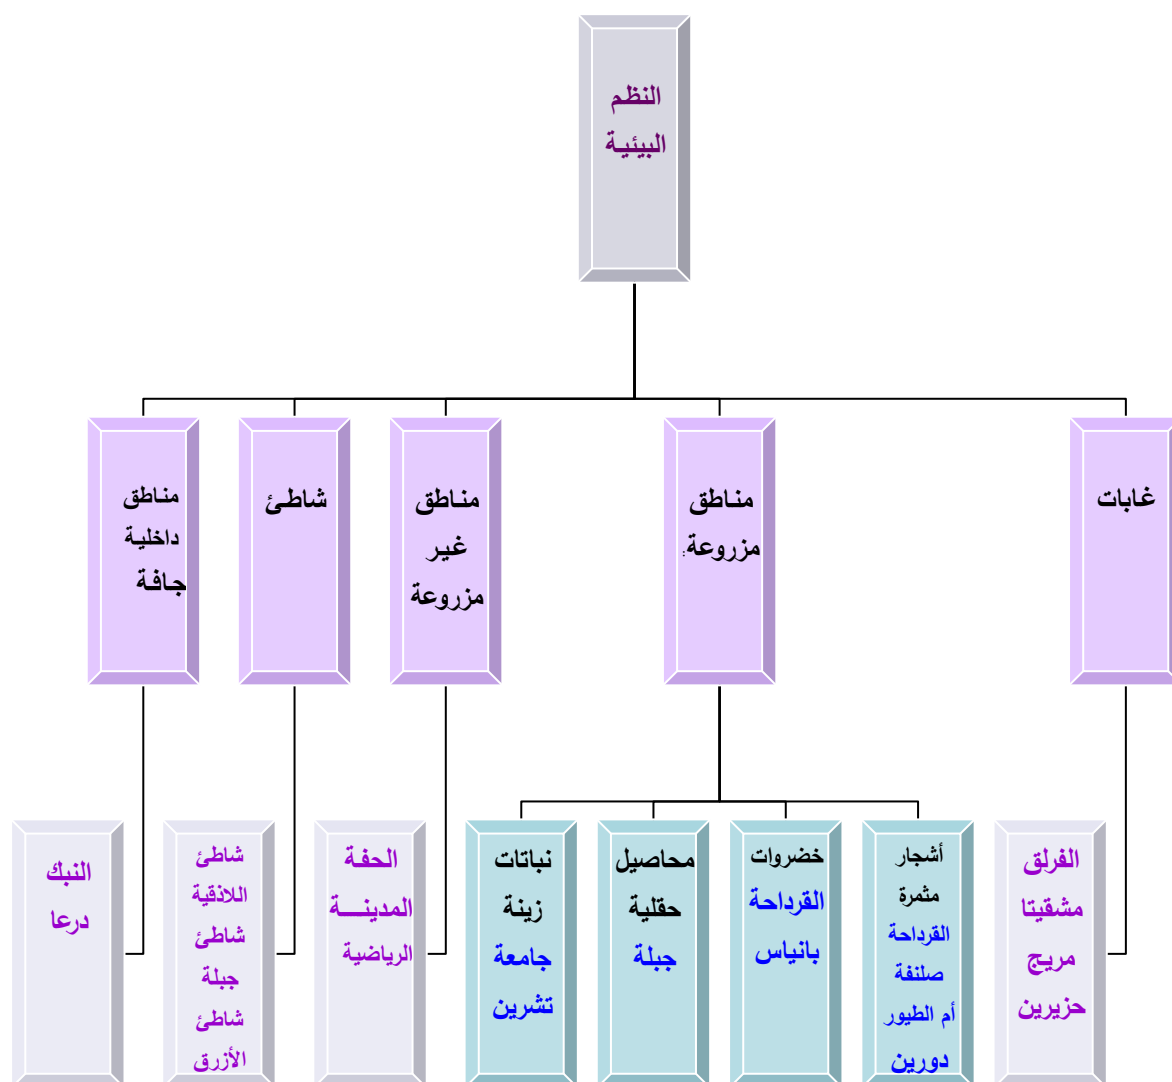 النظم
البيئية
غابات
مناطق
مزروعة:
مناطق
غير
مزروعة
شاطئ
مناطق
داخلية
جافة
الفرلق
مشقيتا
مريج
حزيرين
أشجار
مثمرة
القرداحة
صلنفة
أم الطيور
دورين
خضروات
القرداحة
بانياس
محاصيل
حقلية
جبلة
نباتات
زينة
جامعة
تشرين
الحفة
المدينـــة
الرياضية
شاطئ
اللاذقية
شاطئ
جبلة
شاطئ
الأزرق
النبك
درعا